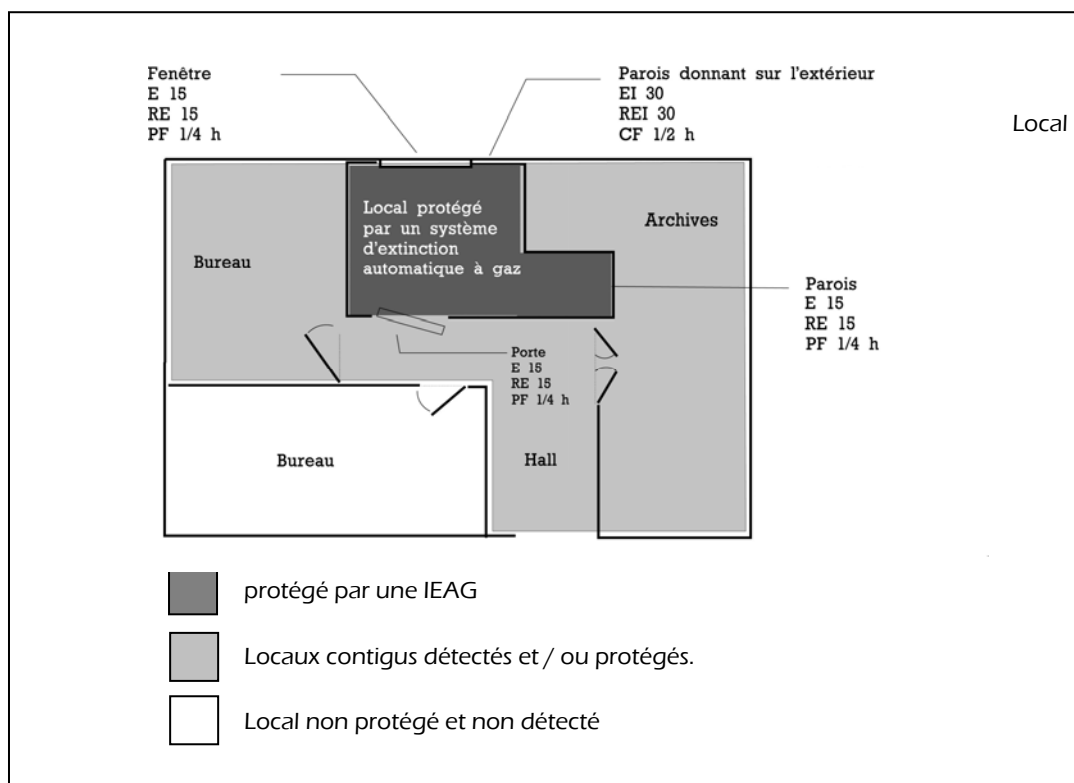 Fenêtre
E 15
RE 15
PF 1/4 h
Parois donnant sur l'extérieur
EI 30
REI 30
CF 1/2 h
Local
Local protégé
par un système
d'extinction
automatique à gaz
Archives
Bureau
Parois
E 15
RE 15
PF 1/4 h
Porte
E 15
RE 15
PF 1/4 h
Bureau
Hall
protégé par une IEAG
Locaux contigus détectés et / ou protégés.
Local non protégé et non détecté